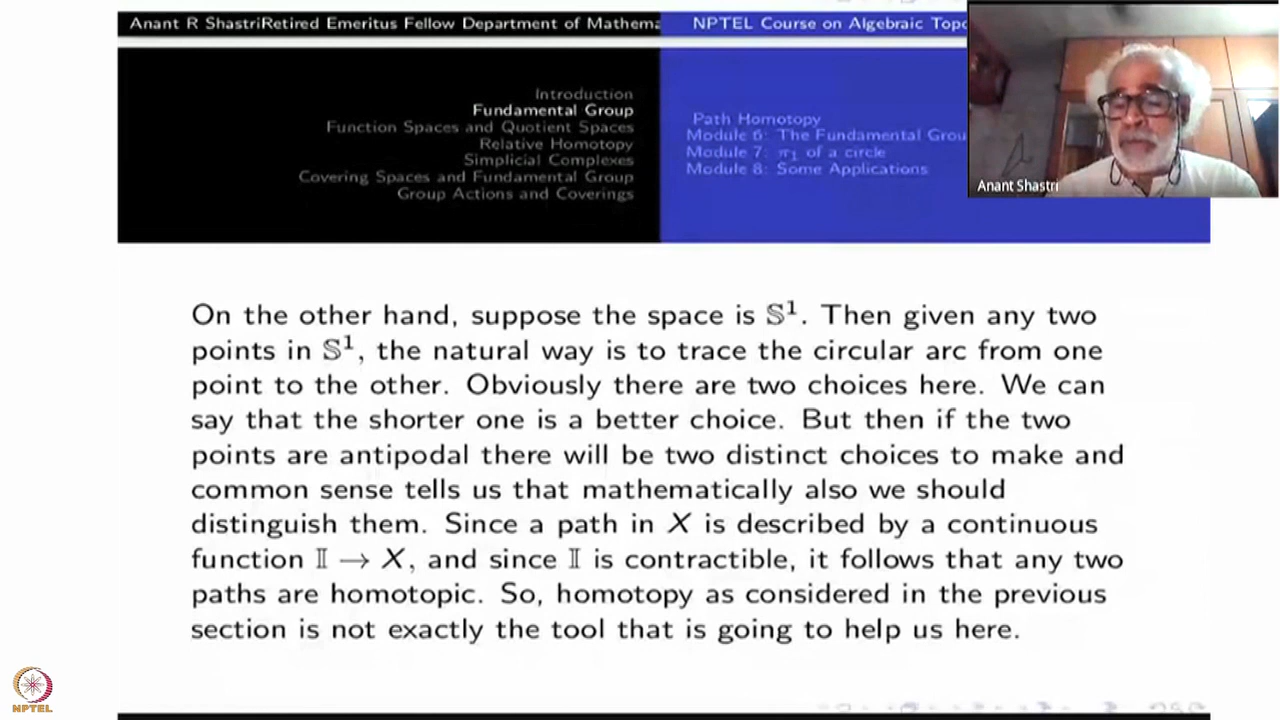 Anant R ShastriRetired Emeritus Fellow Department of Mathema
NPTEL Course on Algebraic Topo
Introduction
Fundamental Group
Function Spaces and Quotient Spaces
Relative Homotopy
Simplicial Complexes
Covering Spaces and Fundamental Group
Group Actions and Coverings
Path Homotopy
Module 6: The Fundamental Grou
Module 7: π₁ of a circle
Module 8: Some Applications
Anant Shastri
On the other hand, suppose the space is 𝕊¹. Then given any two
points in 𝕊¹, the natural way is to trace the circular arc from one
point to the other. Obviously there are two choices here. We can
say that the shorter one is a better choice. But then if the two
points are antipodal there will be two distinct choices to make and
common sense tells us that mathematically also we should
distinguish them. Since a path in X is described by a continuous
function 𝕀 → X, and since 𝕀 is contractible, it follows that any two
paths are homotopic. So, homotopy as considered in the previous
section is not exactly the tool that is going to help us here.
NPTEL